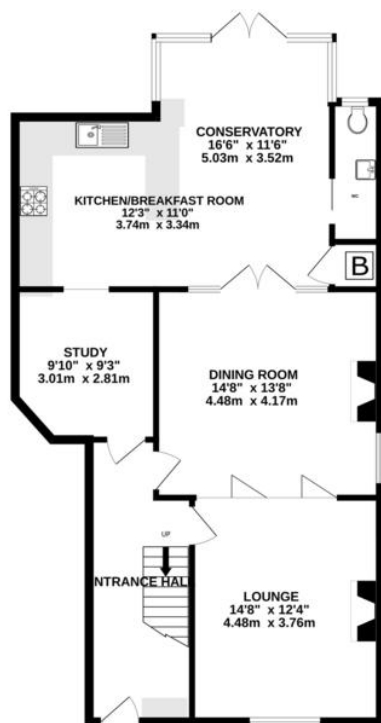 CONSERVATORY
16'6" x 11'6"
5.03m x 3.52m
KITCHEN/BREAKFAST ROOM
12'3" x 11'0"
3.74m x 3.34m
WC
B
STUDY
9'10" x 9'3"
3.01m x 2.81m
DINING ROOM
14'8" x 13'8"
4.48m x 4.17m
UP
NTRANCE HALL
LOUNGE
14'8" x 12'4"
4.48m x 3.76m